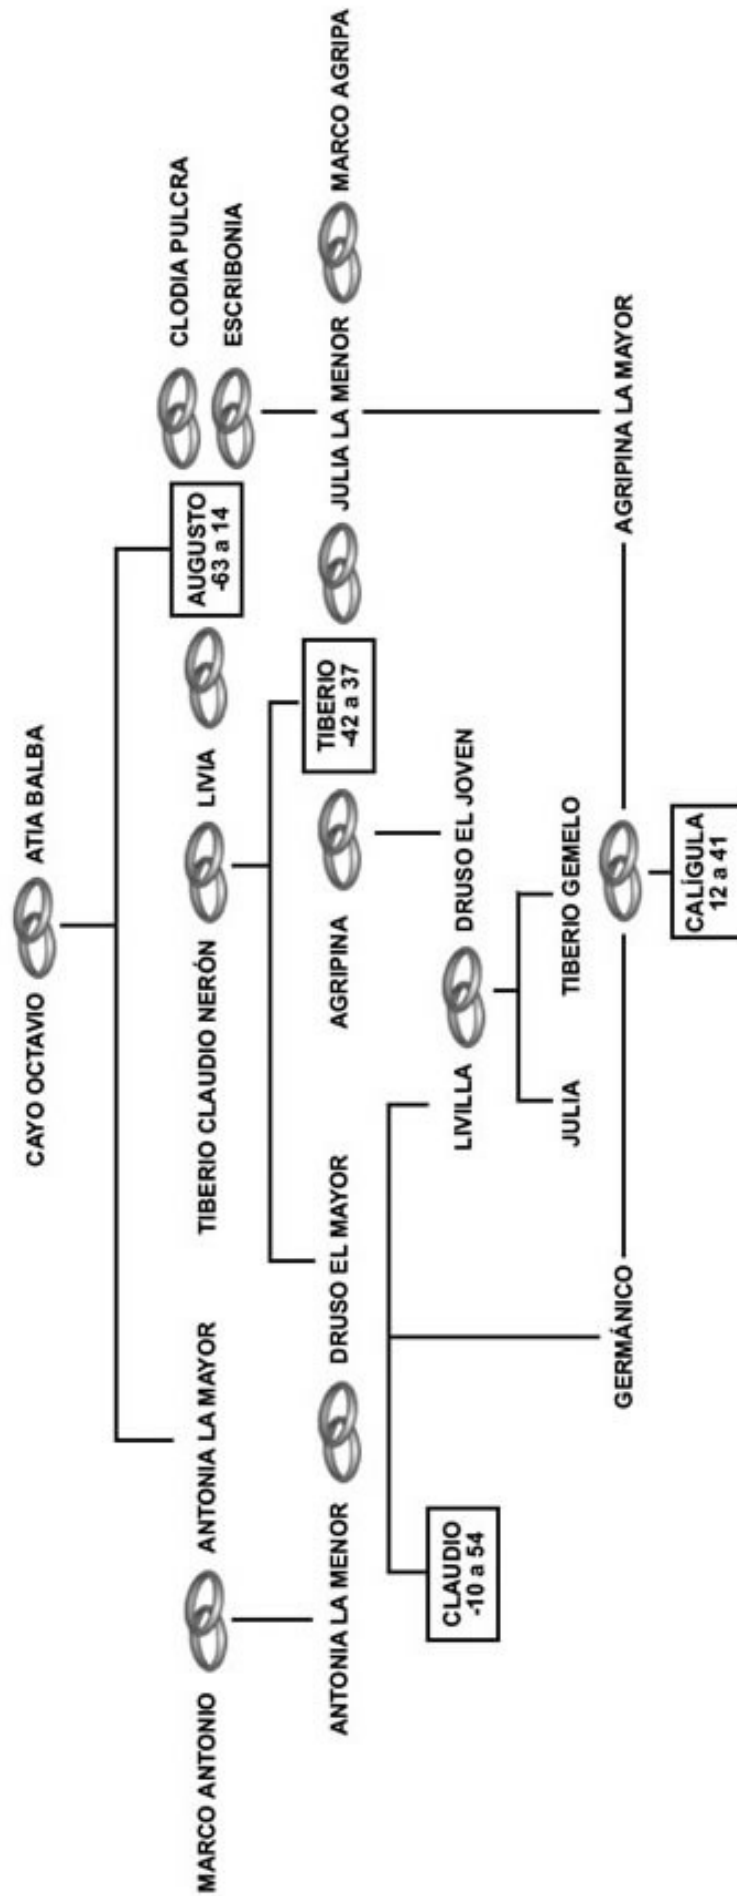 CAYO OCTAVIO ATIA BALBA
MARCO ANTONIO ANTONIA LA MAYOR TIBERIO CLAUDIO NERÓN LIVIA AUGUSTO CLODIA PULCRA
-63 a 14 ESCRIBONIA
ANTONIA LA MENOR DRUSO EL MAYOR AGRIPINA TIBERIO JULIA LA MENOR MARCO AGRIPA
-42 a 37
CLAUDIO LIVILLA DRUSO EL JOVEN
-10 a 54
JULIA TIBERIO GEMELO
GERMÁNICO AGRIPINA LA MAYOR
CALÍGULA
12 a 41